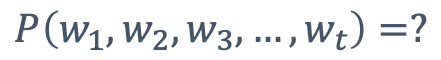 P(w₁, w₂, w₃, ..., wₜ) =?